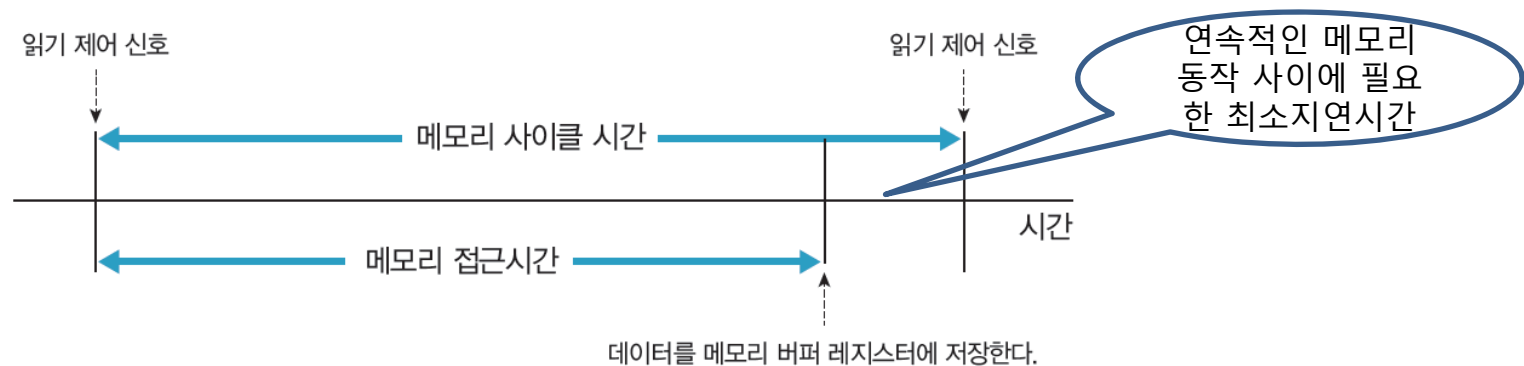 읽기 제어 신호
읽기 제어 신호
연속적인 메모리
동작 사이에 필요
한 최소지연시간
메모리 사이클 시간
시간
메모리 접근시간
데이터를 메모리 버퍼 레지스터에 저장한다.